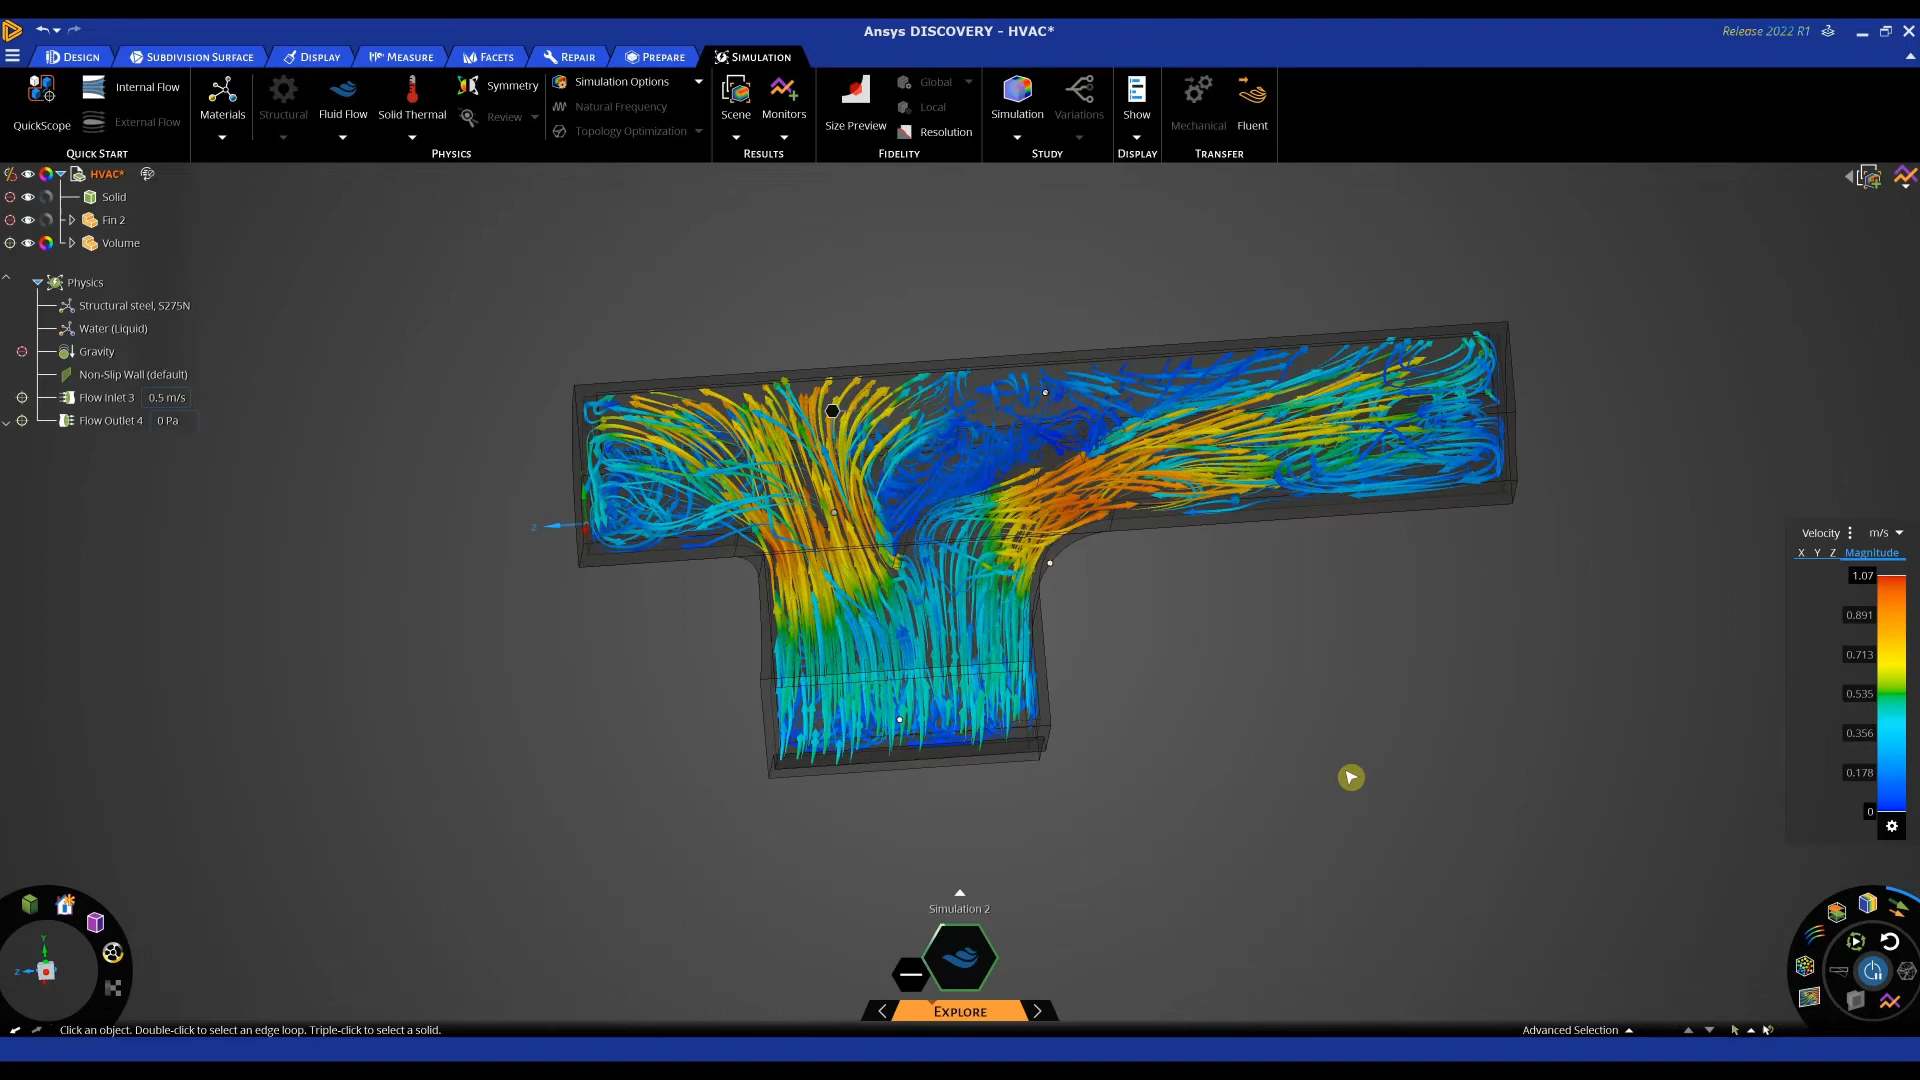 Ansys DISCOVERY - HVAC*
Release 2022 R1
DESIGN
SUBDIVISION SURFACE
DISPLAY
MEASURE
FACETS
REPAIR
PREPARE
SIMULATION
QuickScope
Internal Flow
External Flow
QUICK START
Materials
Structural
Fluid Flow
Solid Thermal
Symmetry
Review
Simulation Options
Natural Frequency
Topology Optimization
PHYSICS
Scene
Monitors
RESULTS
Size Preview
Global
Local
Resolution
FIDELITY
Simulation
Variations
STUDY
Show
DISPLAY
Mechanical
Fluent
TRANSFER
HVAC*
Solid
Fin 2
Volume
Physics
Structural steel, S275N
Water (Liquid)
Gravity
Non-Slip Wall (default)
Flow Inlet 3 0.5 m/s
Flow Outlet 4 0 Pa
Z
Velocity m/s
X Y Z Magnitude
1.07
0.891
0.713
0.535
0.356
0.178
0
Y
Z
Simulation 2
EXPLORE
Click an object. Double-click to select an edge loop. Triple-click to select a solid.
Advanced Selection